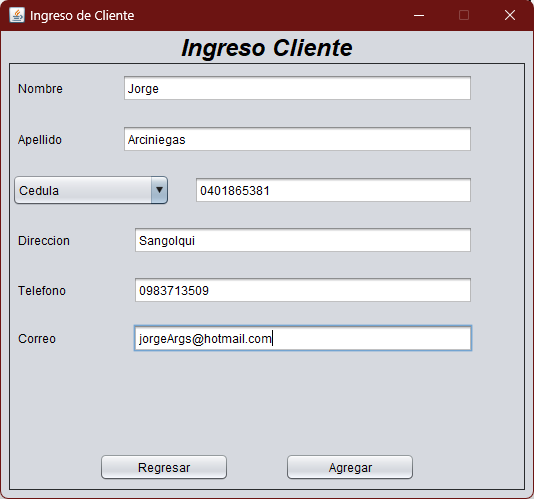 Ingreso de Cliente
Ingreso Cliente
Nombre Jorge
Apellido Arciniegas
Cedula 0401865381
Direccion Sangolqui
Telefono 0983713509
Correo jorgeArgs@hotmail.com
Regresar Agregar